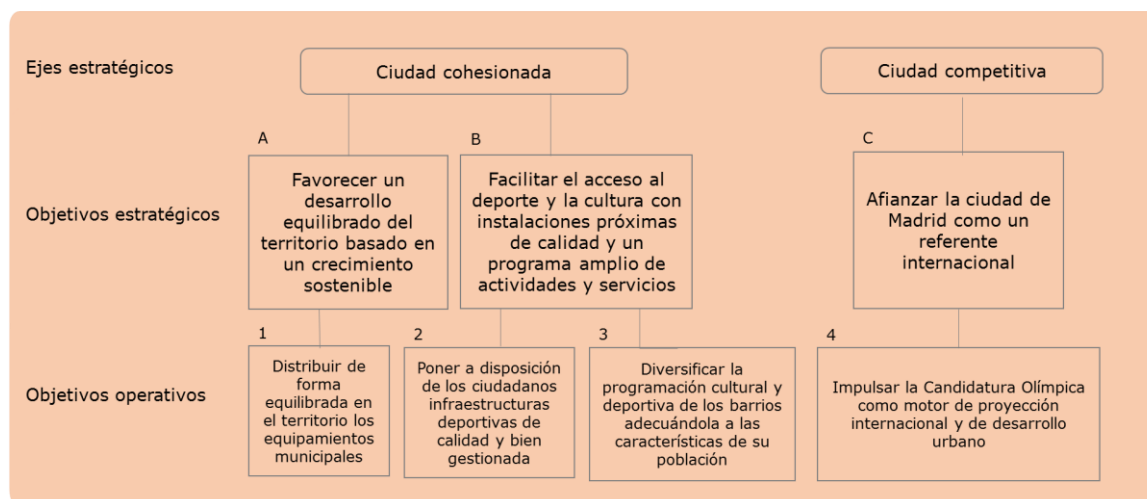 Ejes estratégicos
Ciudad cohesionada
Ciudad competitiva
A
B
C
Objetivos estratégicos
Favorecer un
desarrollo
equilibrado del
territorio basado en
un crecimiento
sostenible
Facilitar el acceso al
deporte y la cultura con
instalaciones próximas
de calidad y un
programa amplio de
actividades y servicios
Afianzar la ciudad de
Madrid como un
referente
internacional
1
2
3
4
Objetivos operativos
Distribuir de
forma
equilibrada en
el territorio los
equipamientos
municipales
Poner a disposición
de los ciudadanos
infraestructuras
deportivas de
calidad y bien
gestionada
Diversificar la
programación cultural y
deportiva de los barrios
adecuándola a las
características de su
población
Impulsar la Candidatura Olímpica
como motor de proyección
internacional y de desarrollo
urbano